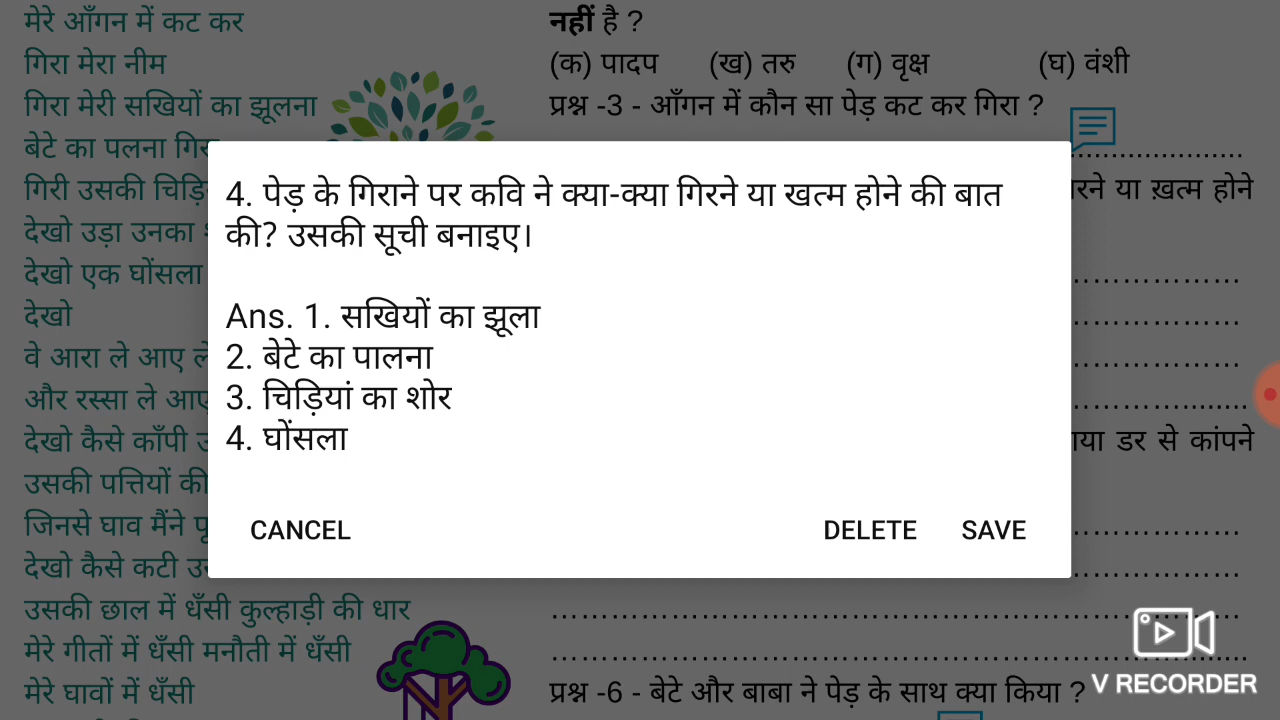 मेरे आँगन में कट कर
गिरा मेरा नीम
गिरा मेरी सखियों का झूलना
बेटे का पलना
गिरी उसकी
देखो उड़ा उनका
देखो एक घोंसला
देखो
वे आरा ले आए
और रस्सा ले आए
देखो कैसे काँपी
उसकी पत्तियों की
जिनसे घाव मैंने
देखो कैसे कटी
उसकी छाल में धँसी कुल्हाड़ी की धार
मेरे गीतों में धँसी मनौती में धँसी
मेरे घावों में धँसी
नहीं है ?
(क) पादप (ख) तरु (ग) वृक्ष (घ) वंशी
प्रश्न -3 - आँगन में कौन सा पेड़ कट कर गिरा ?
या ख़त्म होने
डर से कांपने
प्रश्न -6 - बेटे और बाबा ने पेड़ के साथ क्या किया ?
4. पेड़ के गिराने पर कवि ने क्या-क्या गिरने या खत्म होने की बात
की? उसकी सूची बनाइए।
Ans. 1. सखियों का झूला
2. बेटे का पालना
3. चिड़ियां का शोर
4. घोंसला
CANCEL DELETE SAVE
V RECORDER